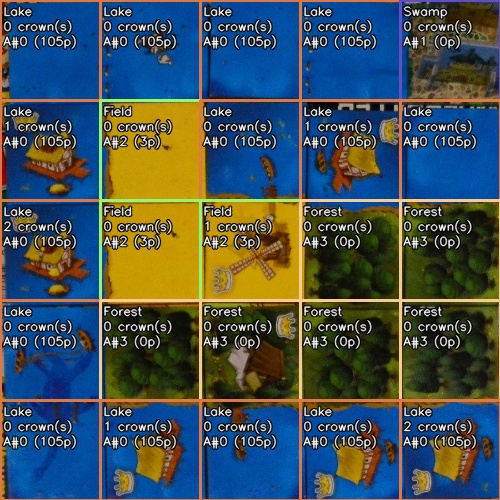 Lake
0 crown(s)
A#0 (105p)
Lake
0 crown(s)
A#0 (105p)
Lake
0 crown(s)
A#0 (105p)
Lake
0 crown(s)
A#0 (105p)
Swamp
0 crown(s)
A#1 (0p)
Lake
1 crown(s)
A#0 (105p)
Field
0 crown(s)
A#2 (3p)
Lake
0 crown(s)
A#0 (105p)
Lake
1 crown(s)
A#0 (105p)
Lake
0 crown(s)
A#0 (105p)
Lake
2 crown(s)
A#0 (105p)
Field
0 crown(s)
A#2 (3p)
Field
1 crown(s)
A#2 (3p)
Forest
0 crown(s)
A#3 (0p)
Forest
0 crown(s)
A#3 (0p)
Lake
0 crown(s)
A#0 (105p)
Forest
0 crown(s)
A#3 (0p)
Forest
0 crown(s)
A#3 (0p)
Forest
0 crown(s)
A#3 (0p)
Forest
0 crown(s)
A#3 (0p)
Lake
0 crown(s)
A#0 (105p)
Lake
1 crown(s)
A#0 (105p)
Lake
0 crown(s)
A#0 (105p)
Lake
0 crown(s)
A#0 (105p)
Lake
2 crown(s)
A#0 (105p)